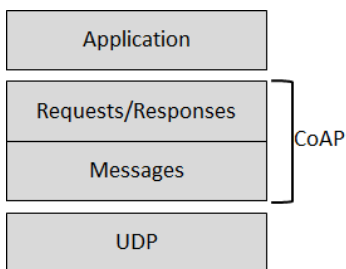 Application
Requests/Responses
CoAP
Messages
UDP